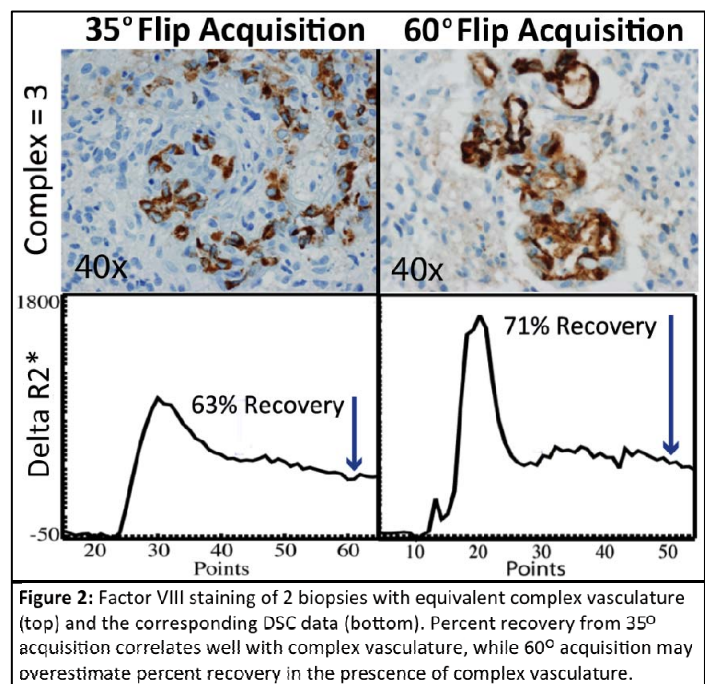 35° Flip Acquisition 60° Flip Acquisition
Complex = 3
40x 40x
1800
-50
Delta R2*
63% Recovery
71% Recovery
20 30 40 50 60
Points
10 20 30 40 50
Points
Figure 2: Factor VIII staining of 2 biopsies with equivalent complex vasculature
(top) and the corresponding DSC data (bottom). Percent recovery from 35°
acquisition correlates well with complex vasculature, while 60° acquisition may
overestimate percent recovery in the presence of complex vasculature.